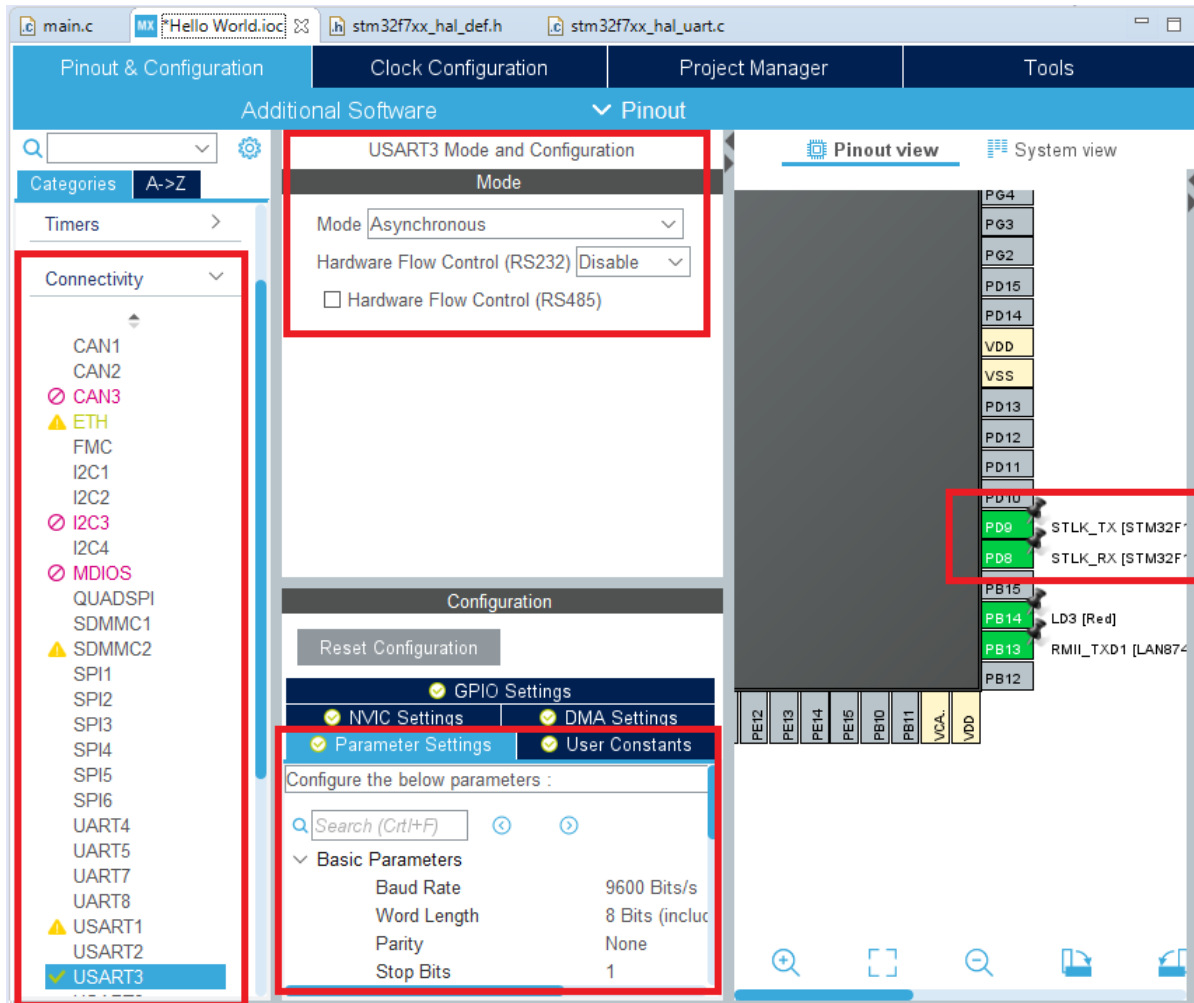 main.c
MX *Hello World.ioc
.h stm32f7xx_hal_def.h
.c stm32f7xx_hal_uart.c
Pinout & Configuration
Clock Configuration
Project Manager
Tools
Additional Software
Pinout
Categories
A->Z
Timers
Connectivity
CAN1
CAN2
CAN3
ETH
FMC
I2C1
I2C2
I2C3
I2C4
MDIOS
QUADSPI
SDMMC1
SDMMC2
SPI1
SPI2
SPI3
SPI4
SPI5
SPI6
UART4
UART5
UART7
UART8
USART1
USART2
USART3
USART3 Mode and Configuration
Mode
Mode Asynchronous
Hardware Flow Control (RS232) Disable
Hardware Flow Control (RS485)
Configuration
Reset Configuration
GPIO Settings
NVIC Settings
DMA Settings
Parameter Settings
User Constants
Configure the below parameters :
Search (Crtl+F)
Basic Parameters
Baud Rate 9600 Bits/s
Word Length 8 Bits (includ
Parity None
Stop Bits 1
Pinout view
System view
PG4
PG3
PG2
PD15
PD14
VDD
VSS
PD13
PD12
PD11
PD10
PD9 STLK_TX [STM32F1
PD8 STLK_RX [STM32F1
PB15
PB14 LD3 [Red]
PB13 RMII_TXD1 [LAN874
PB12
PE12
PE13
PE14
PE15
PB10
PB11
VCA..
VDD